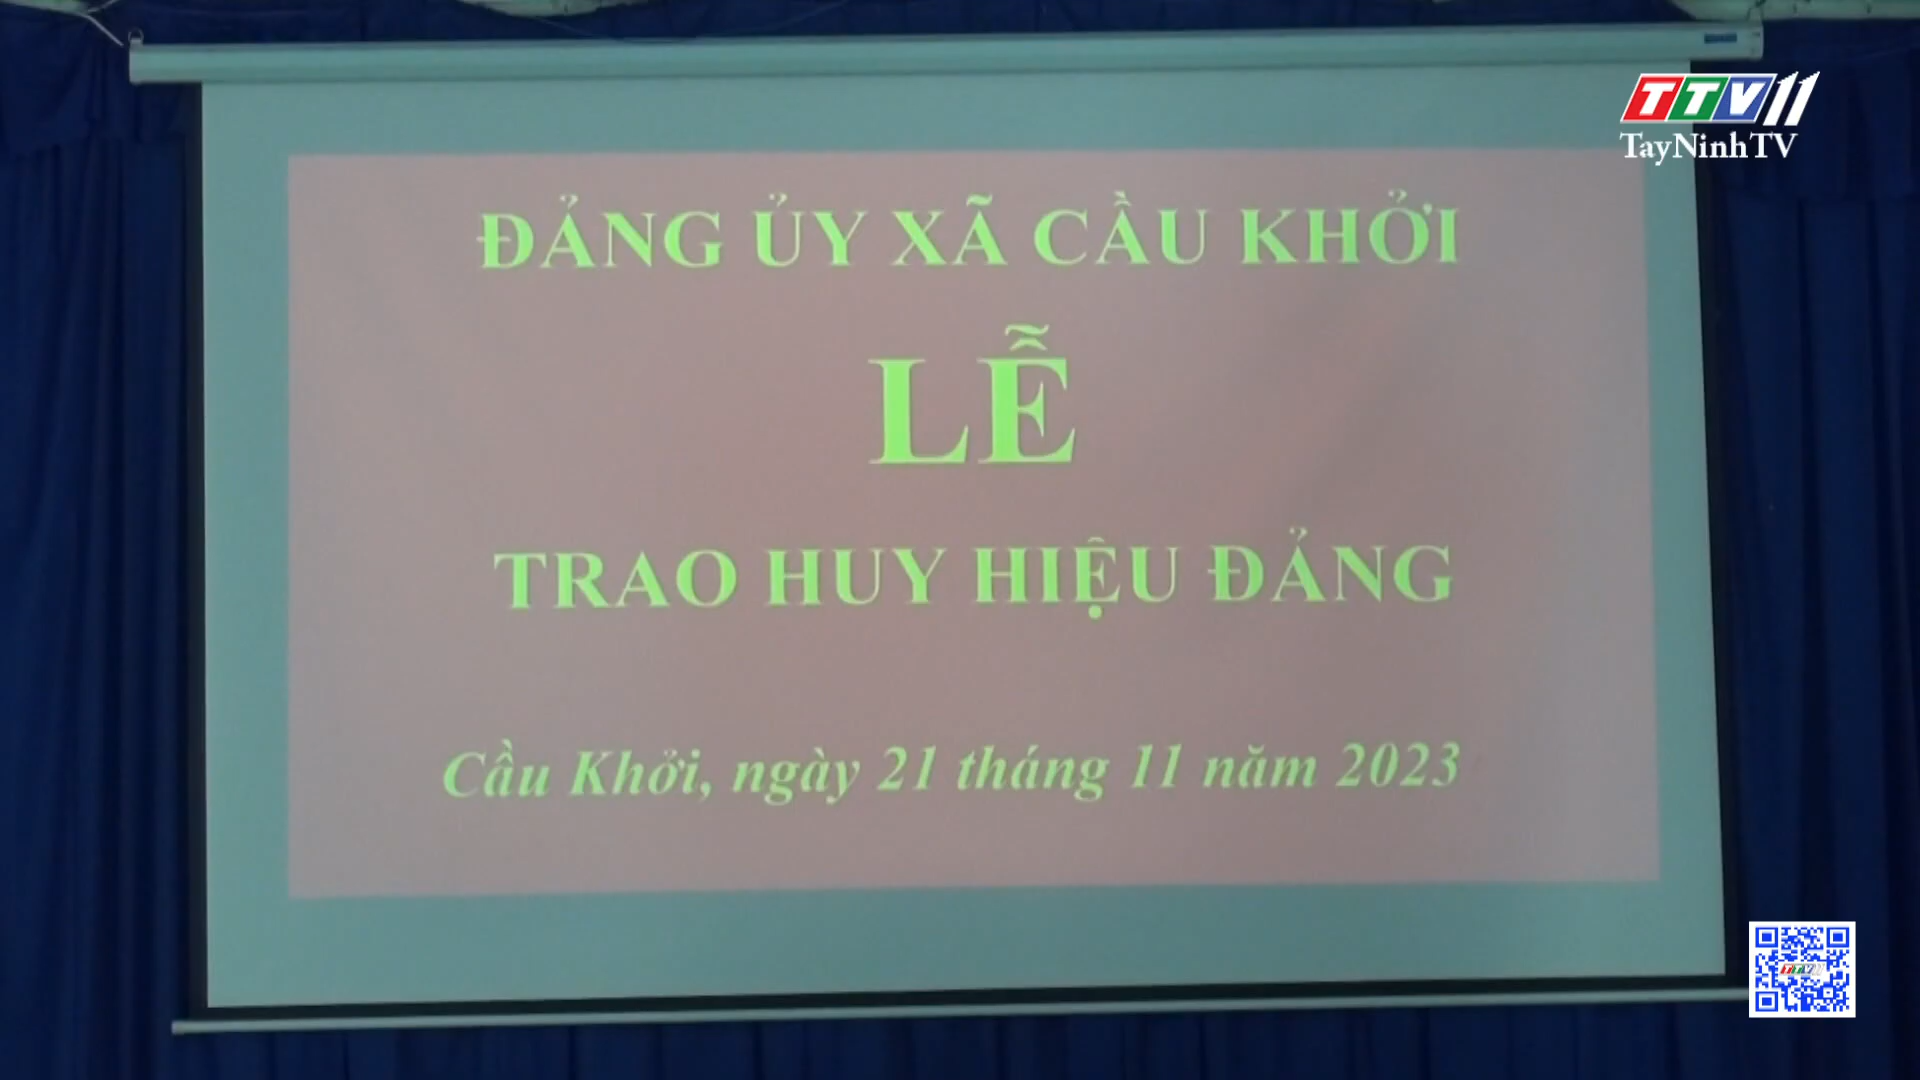 TTV11
TayNinhTV
ĐẢNG ỦY XÃ CẦU KHỞI
LỄ
TRAO HUY HIỆU ĐẢNG
Cầu Khởi, ngày 21 tháng 11 năm 2023
TTV11